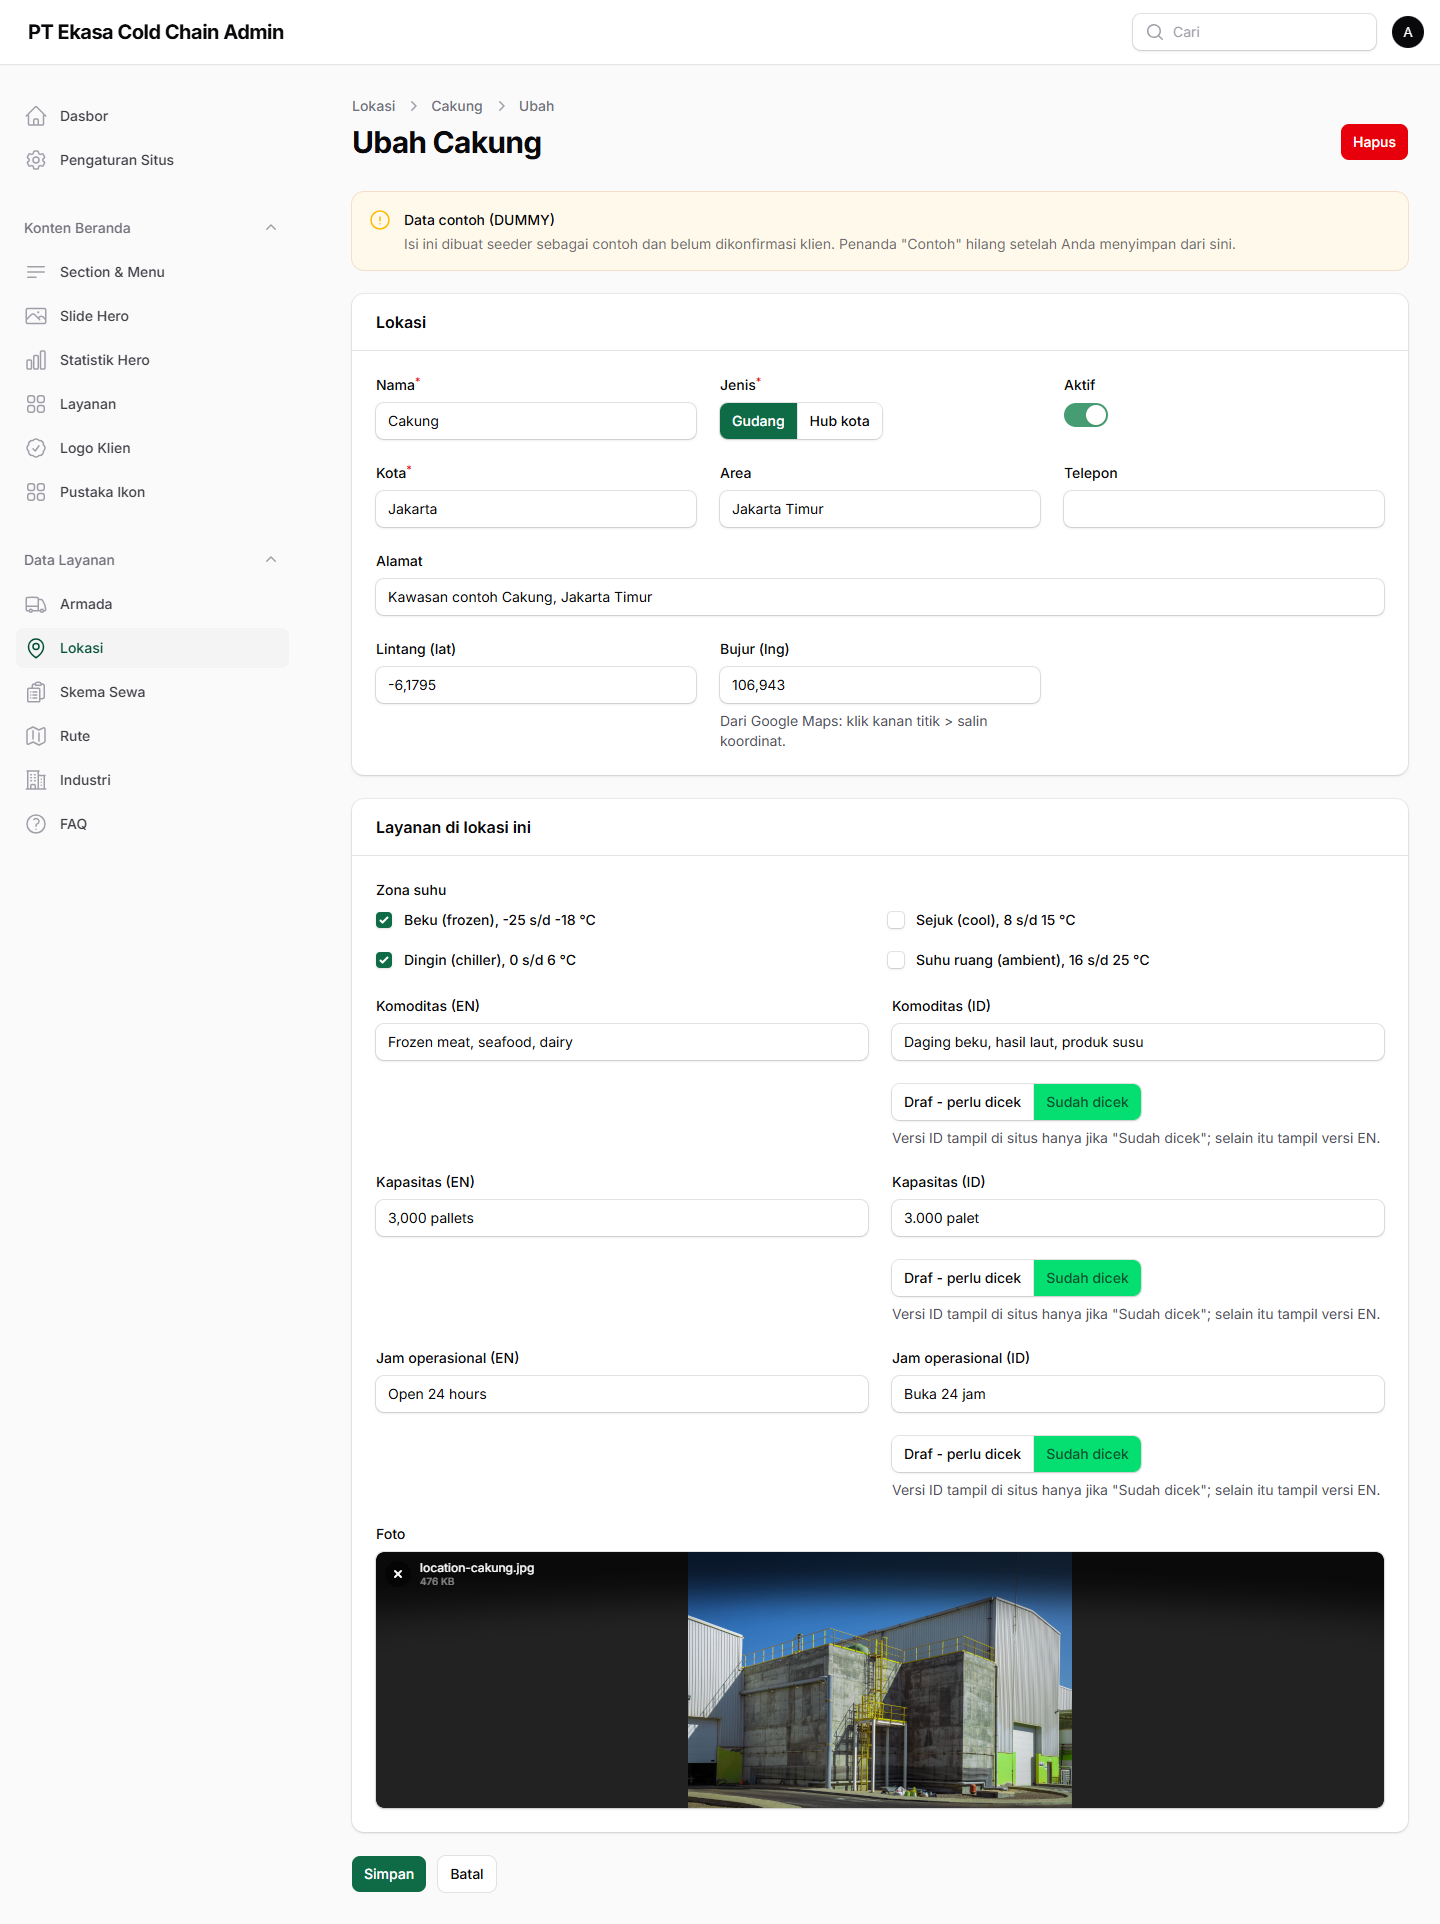 PT Ekasa Cold Chain Admin
Cari
A
Dasbor
Pengaturan Situs
Konten Beranda
Section & Menu
Slide Hero
Statistik Hero
Layanan
Logo Klien
Pustaka Ikon
Data Layanan
Armada
Lokasi
Skema Sewa
Rute
Industri
FAQ
Lokasi > Cakung > Ubah
Ubah Cakung
Hapus
Data contoh (DUMMY)
Isi ini dibuat seeder sebagai contoh dan belum dikonfirmasi klien. Penanda "Contoh" hilang setelah Anda menyimpan dari sini.
Lokasi
Nama* Jenis* Aktif
Cakung Gudang Hub kota
Kota* Area Telepon
Jakarta Jakarta Timur
Alamat
Kawasan contoh Cakung, Jakarta Timur
Lintang (lat) Bujur (lng)
-6,1795 106,943
Dari Google Maps: klik kanan titik > salin
koordinat.
Layanan di lokasi ini
Zona suhu
Beku (frozen), -25 s/d -18 °C Sejuk (cool), 8 s/d 15 °C
Dingin (chiller), 0 s/d 6 °C Suhu ruang (ambient), 16 s/d 25 °C
Komoditas (EN) Komoditas (ID)
Frozen meat, seafood, dairy Daging beku, hasil laut, produk susu
Draf - perlu dicek Sudah dicek
Versi ID tampil di situs hanya jika "Sudah dicek"; selain itu tampil versi EN.
Kapasitas (EN) Kapasitas (ID)
3,000 pallets 3.000 palet
Draf - perlu dicek Sudah dicek
Versi ID tampil di situs hanya jika "Sudah dicek"; selain itu tampil versi EN.
Jam operasional (EN) Jam operasional (ID)
Open 24 hours Buka 24 jam
Draf - perlu dicek Sudah dicek
Versi ID tampil di situs hanya jika "Sudah dicek"; selain itu tampil versi EN.
Foto
location-cakung.jpg
476 KB
Simpan Batal